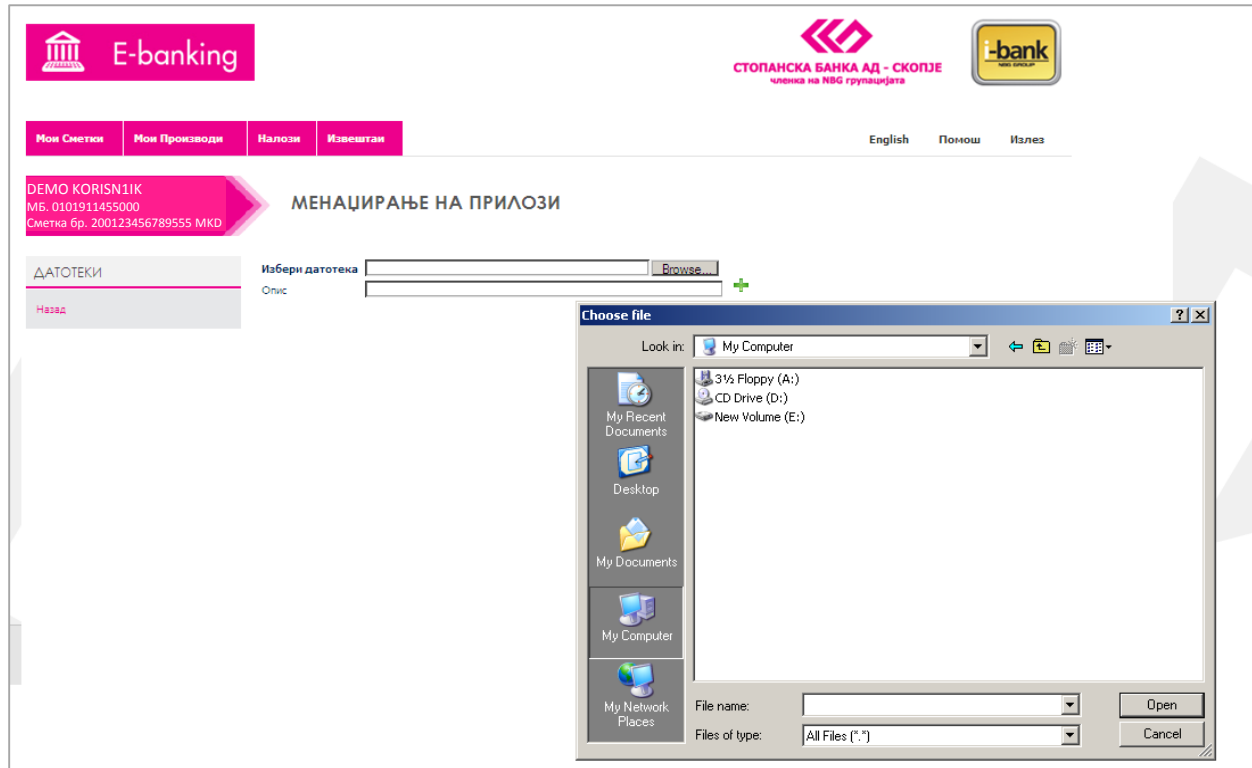 E-banking
СТОПАНСКА БАНКА АД - СКОПЈЕ
членка на NBG групацијата
i-bank
NBG GROUP
Мои Сметки Мои Производи Налози Извештаи English Помош Излез
DEMO KORISN1IK
МБ. 0101911455000
Сметка бр. 200123456789555 MKD
МЕНАЏИРАЊЕ НА ПРИЛОЗИ
ДАТОТЕКИ
Назад
Избери датотека Browse...
Опис
Choose file
Look in: My Computer
3½ Floppy (A:)
CD Drive (D:)
New Volume (E:)
My Recent
Documents
Desktop
My Documents
My Computer
My Network
Places
File name: Open
Files of type: All Files (*.*) Cancel